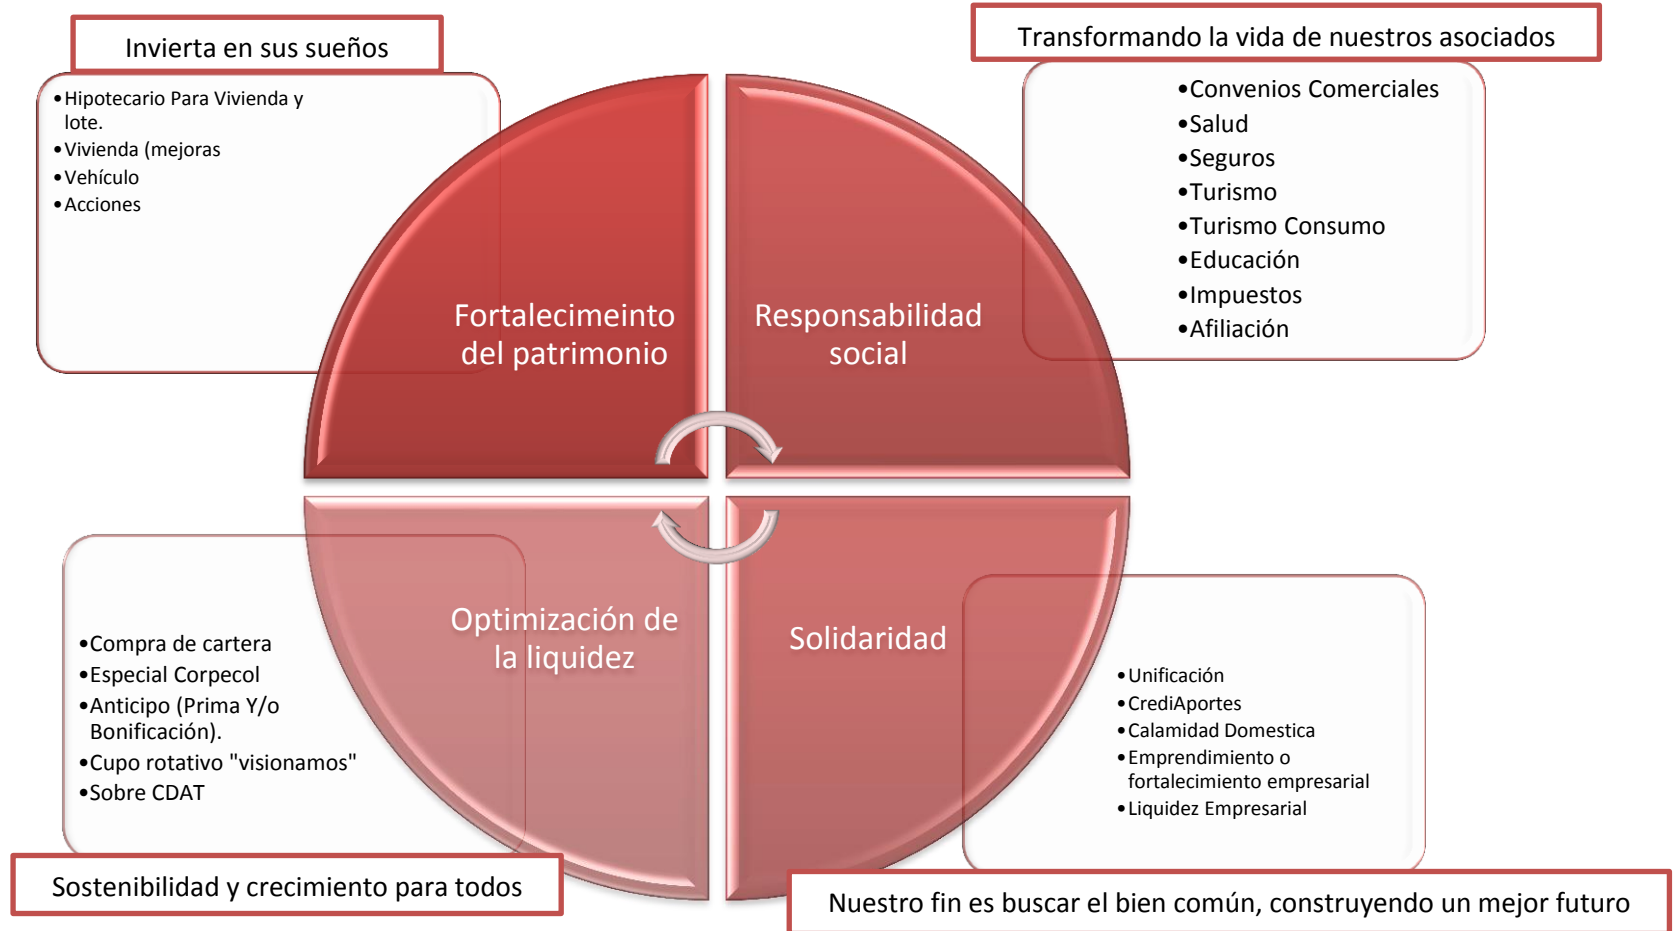 Invierta en sus sueños
•Hipotecario Para Vivienda y
lote.
•Vivienda (mejoras
•Vehículo
•Acciones
Transformando la vida de nuestros asociados
•Convenios Comerciales
•Salud
•Seguros
•Turismo
•Turismo Consumo
•Educación
•Impuestos
•Afiliación
Fortalecimeinto
del patrimonio
Responsabilidad
social
Optimización de
la liquidez
Solidaridad
•Compra de cartera
•Especial Corpecol
•Anticipo (Prima Y/o
Bonificación).
•Cupo rotativo "visionamos"
•Sobre CDAT
Sostenibilidad y crecimiento para todos
•Unificación
•CrediAportes
•Calamidad Domestica
•Emprendimiento o
fortalecimiento empresarial
•Liquidez Empresarial
Nuestro fin es buscar el bien común, construyendo un mejor futuro